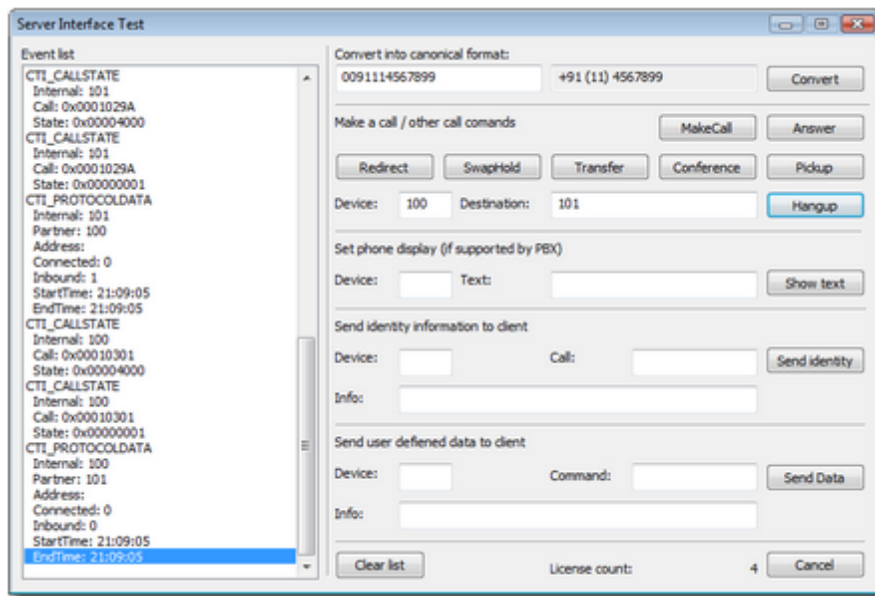 Server Interface Test
Event list
CTI_CALLSTATE
Internal: 101
Call: 0x0001029A
State: 0x00004000
CTI_CALLSTATE
Internal: 101
Call: 0x0001029A
State: 0x00000001
CTI_PROTOCOLDATA
Internal: 101
Partner: 100
Address:
Connected: 0
Inbound: 1
StartTime: 21:09:05
EndTime: 21:09:05
CTI_CALLSTATE
Internal: 100
Call: 0x00010301
State: 0x00004000
CTI_CALLSTATE
Internal: 100
Call: 0x00010301
State: 0x00000001
CTI_PROTOCOLDATA
Internal: 100
Partner: 101
Address:
Connected: 0
Inbound: 0
StartTime: 21:09:05
EndTime: 21:09:05
Convert into canonical format:
0091114567899 +91 (11) 4567899 Convert
Make a call / other call comands MakeCall Answer
Redirect SwapHold Transfer Conference Pickup
Device: 100 Destination: 101 Hangup
Set phone display (if supported by PBX)
Device: Text: Show text
Send identity information to client
Device: Call: Send identity
Info:
Send user defiened data to client
Device: Command: Send Data
Info:
Clear list License count: 4 Cancel